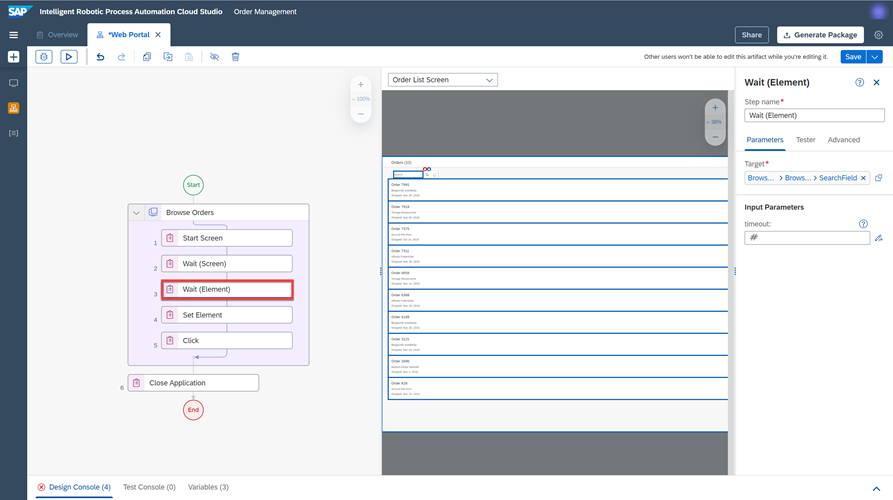 SAP Intelligent Robotic Process Automation Cloud Studio Order Management
Overview *Web Portal Share Generate Package
Other users won't be able to edit this artifact while you're editing it. Save
Order List Screen
100%
98%
Wait (Element)
Step name*
Wait (Element)
Parameters Tester Advanced
Target*
Brows... > Brows... > SearchField
Input Parameters
timeout:
#
Start
Browse Orders
1 Start Screen
2 Wait (Screen)
3 Wait (Element)
4 Set Element
5 Click
6 Close Application
End
Orders (10)
Order 7991
Order 7918
Order 7375
Order 7311
Order 6858
Order 6368
Order 6189
Order 3115
Order 2686
Order 828
Design Console (4) Test Console (0) Variables (3)